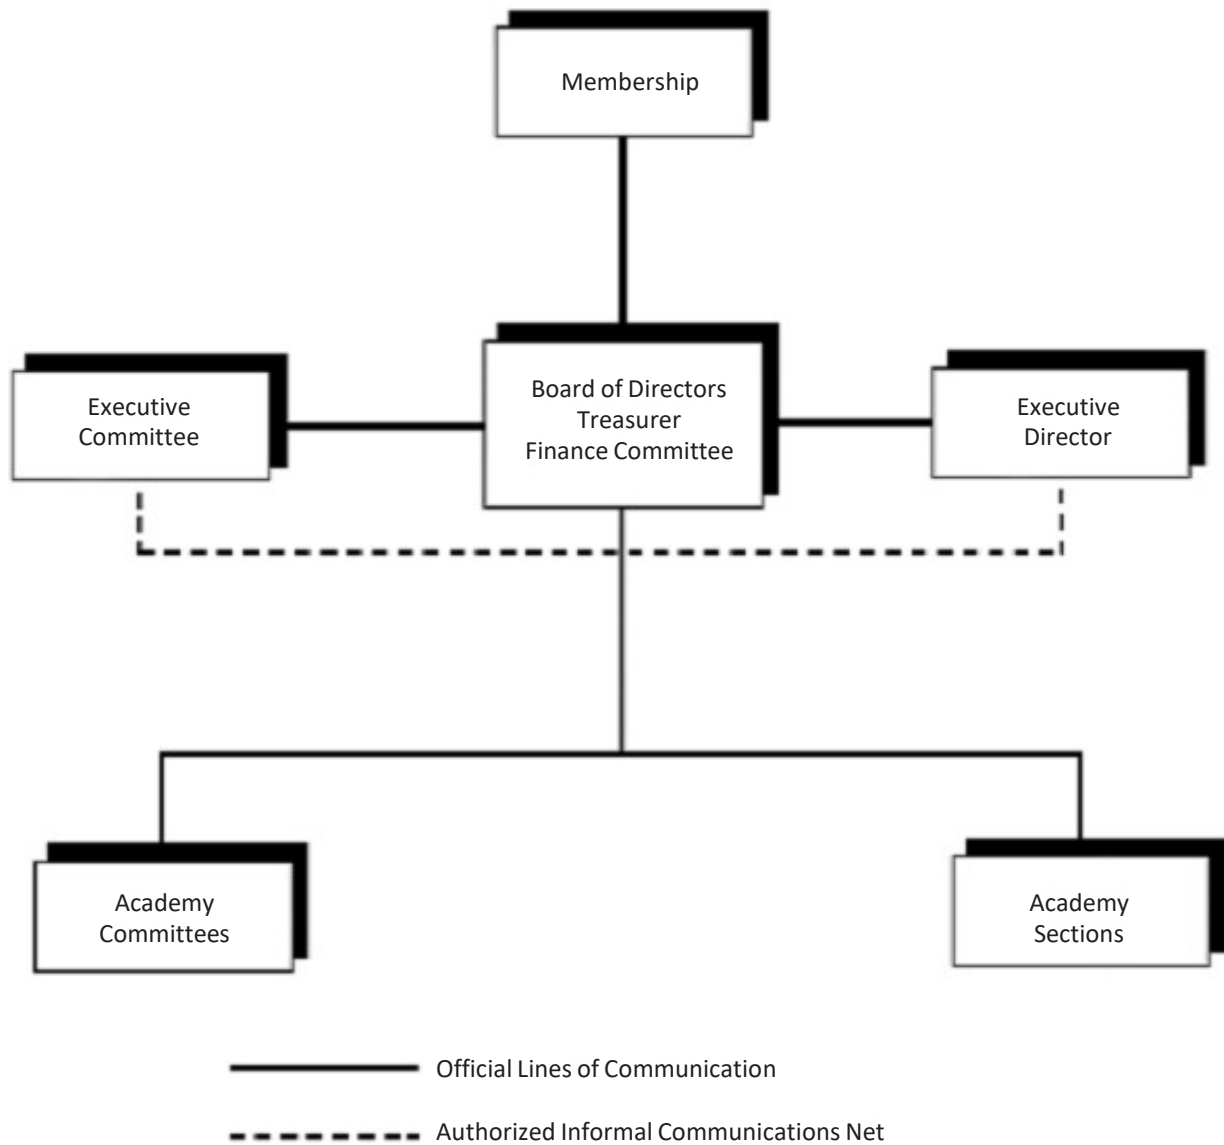 Membership
Executive
Committee
Board of Directors
Treasurer
Finance Committee
Executive
Director
Academy
Committees
Academy
Sections
Official Lines of Communication
Authorized Informal Communications Net